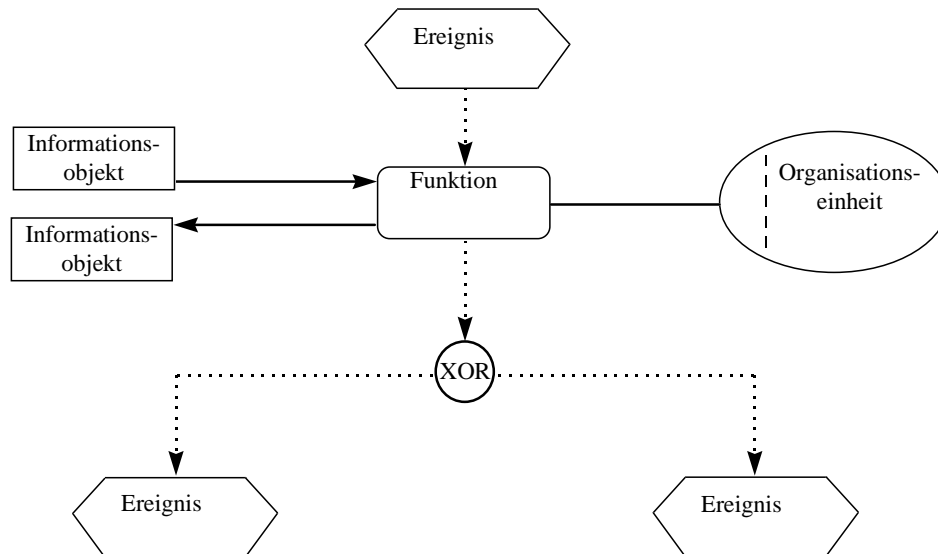 Ereignis
Informations-
objekt
Funktion
Organisations-
einheit
Informations-
objekt
XOR
Ereignis
Ereignis